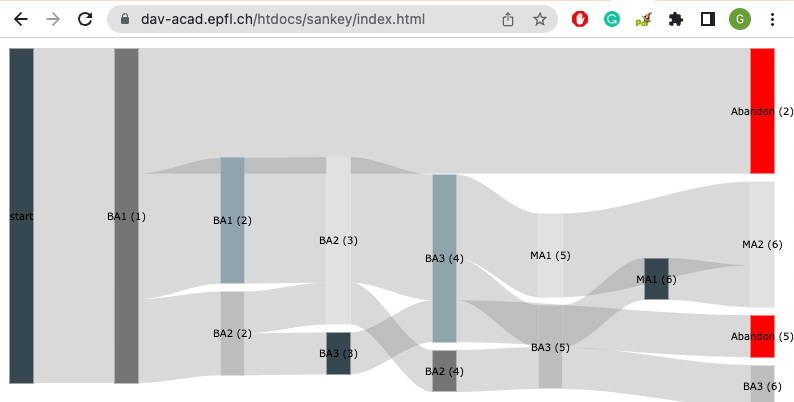 dav-acad.epfl.ch/htdocs/sankey/index.html
G
Pdf
start
BA1 (1)
BA1 (2)
BA2 (2)
BA2 (3)
BA3 (3)
BA3 (4)
BA2 (4)
MA1 (5)
BA3 (5)
MA1 (6)
Abandon (2)
MA2 (6)
Abandon (5)
BA3 (6)